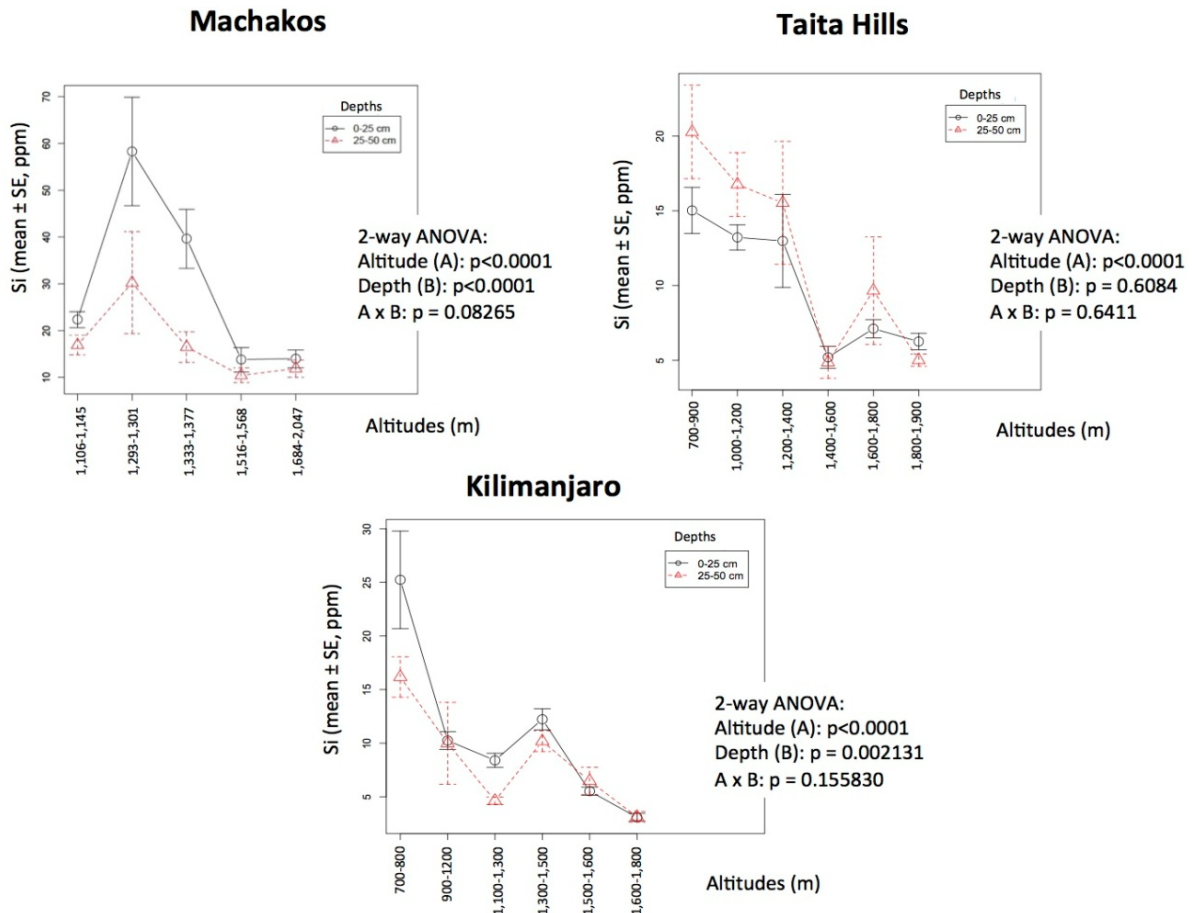 Machakos
Si (mean ± SE, ppm)
70
60
50
40
30
20
10
Depths
0-25 cm
25-50 cm
2-way ANOVA:
Altitude (A): p<0.0001
Depth (B): p<0.0001
A x B: p = 0.08265
1,106-1,145
1,293-1,301
1,333-1,377
1,516-1,568
1,684-2,047
Altitudes (m)
Taita Hills
Si (mean ± SE, ppm)
20
15
10
5
Depths
0-25 cm
25-50 cm
2-way ANOVA:
Altitude (A): p<0.0001
Depth (B): p = 0.6084
A x B: p = 0.6411
700-900
1,000-1,200
1,200-1,400
1,400-1,600
1,600-1,800
1,800-1,900
Altitudes (m)
Kilimanjaro
Si (mean ± SE, ppm)
30
25
20
15
10
5
Depths
0-25 cm
25-50 cm
2-way ANOVA:
Altitude (A): p<0.0001
Depth (B): p = 0.002131
A x B: p = 0.155830
700-800
900-1200
1,100-1,300
1,300-1,500
1,500-1,600
1,600-1,800
Altitudes (m)